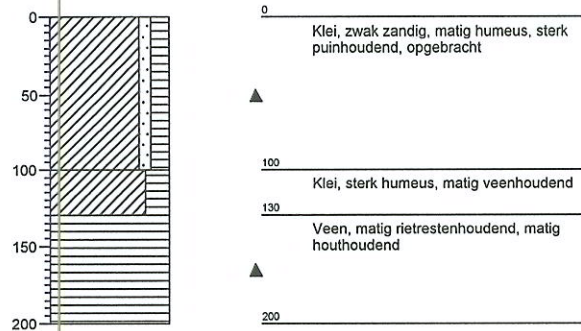 0
50
100
150
200
0
Klei, zwak zandig, matig humeus, sterk
puinhoudend, opgebracht
100
Klei, sterk humeus, matig veenhoudend
130
Veen, matig rietrestenhoudend, matig
houthoudend
200